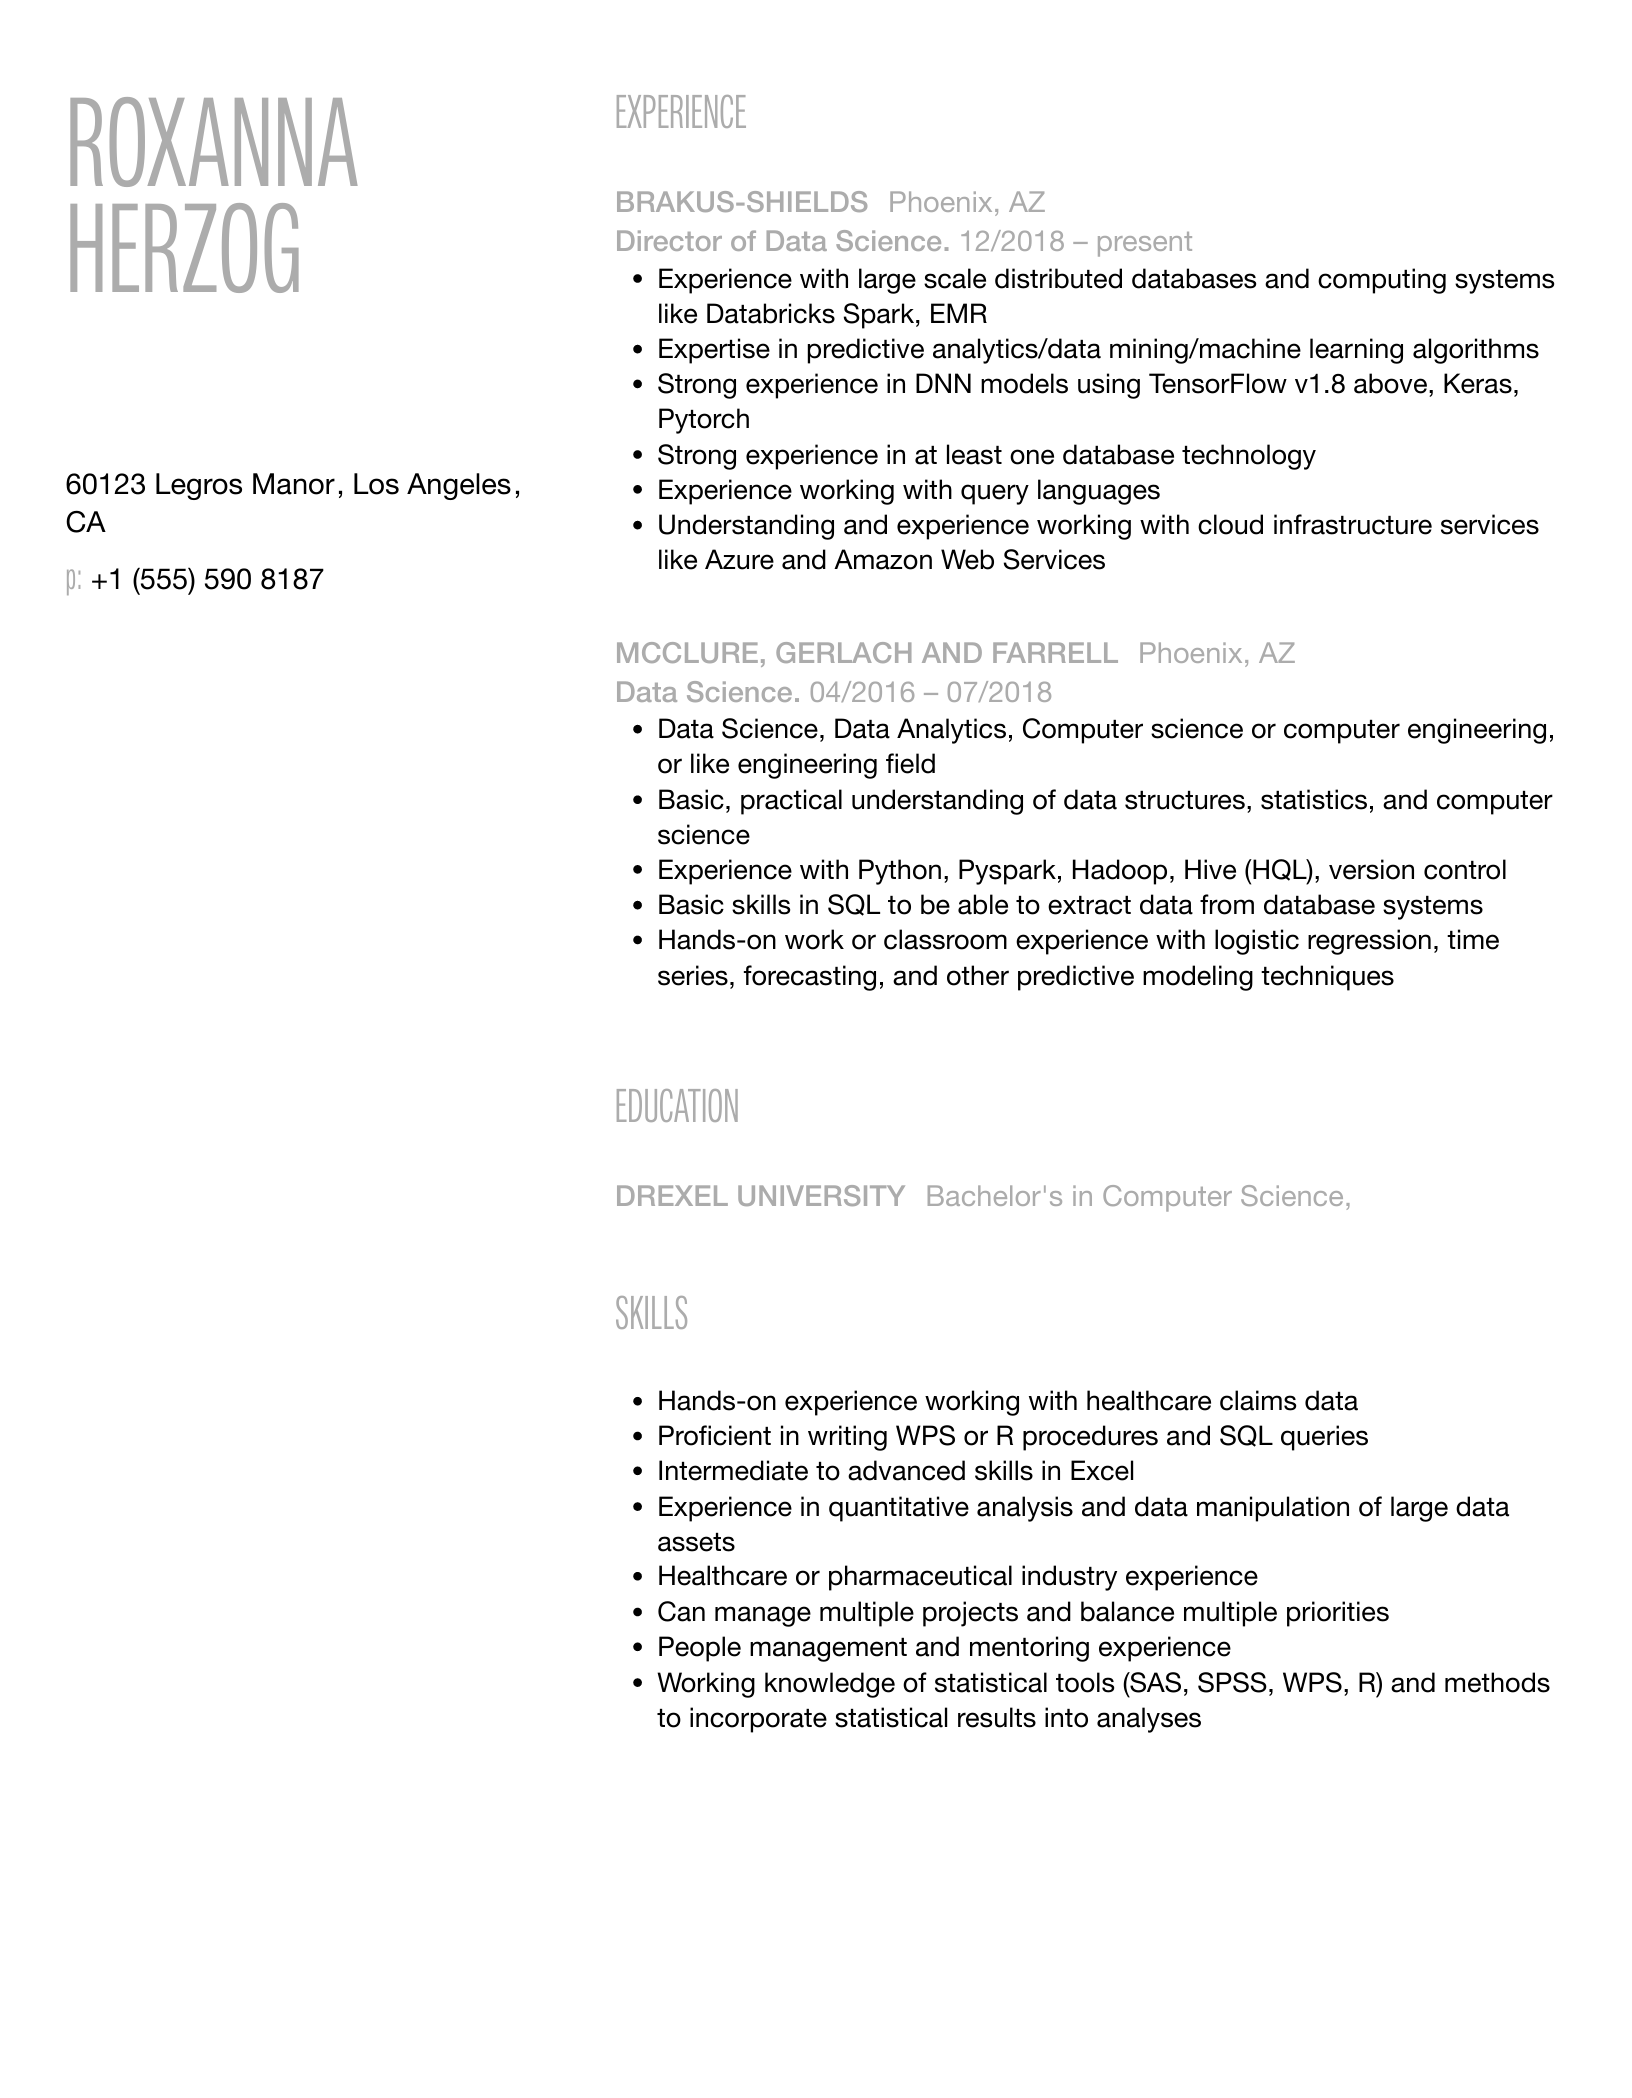 ROXANNA
HERZOG
60123 Legros Manor, Los Angeles,
CA
p: +1 (555) 590 8187
EXPERIENCE
BRAKUS-SHIELDS Phoenix, AZ
Director of Data Science. 12/2018 – present
• Experience with large scale distributed databases and computing systems
like Databricks Spark, EMR
• Expertise in predictive analytics/data mining/machine learning algorithms
• Strong experience in DNN models using TensorFlow v1.8 above, Keras,
Pytorch
• Strong experience in at least one database technology
• Experience working with query languages
• Understanding and experience working with cloud infrastructure services
like Azure and Amazon Web Services
MCCLURE, GERLACH AND FARRELL Phoenix, AZ
Data Science. 04/2016 – 07/2018
• Data Science, Data Analytics, Computer science or computer engineering,
or like engineering field
• Basic, practical understanding of data structures, statistics, and computer
science
• Experience with Python, Pyspark, Hadoop, Hive (HQL), version control
• Basic skills in SQL to be able to extract data from database systems
• Hands-on work or classroom experience with logistic regression, time
series, forecasting, and other predictive modeling techniques
EDUCATION
DREXEL UNIVERSITY Bachelor's in Computer Science,
SKILLS
• Hands-on experience working with healthcare claims data
• Proficient in writing WPS or R procedures and SQL queries
• Intermediate to advanced skills in Excel
• Experience in quantitative analysis and data manipulation of large data
assets
• Healthcare or pharmaceutical industry experience
• Can manage multiple projects and balance multiple priorities
• People management and mentoring experience
• Working knowledge of statistical tools (SAS, SPSS, WPS, R) and methods
to incorporate statistical results into analyses